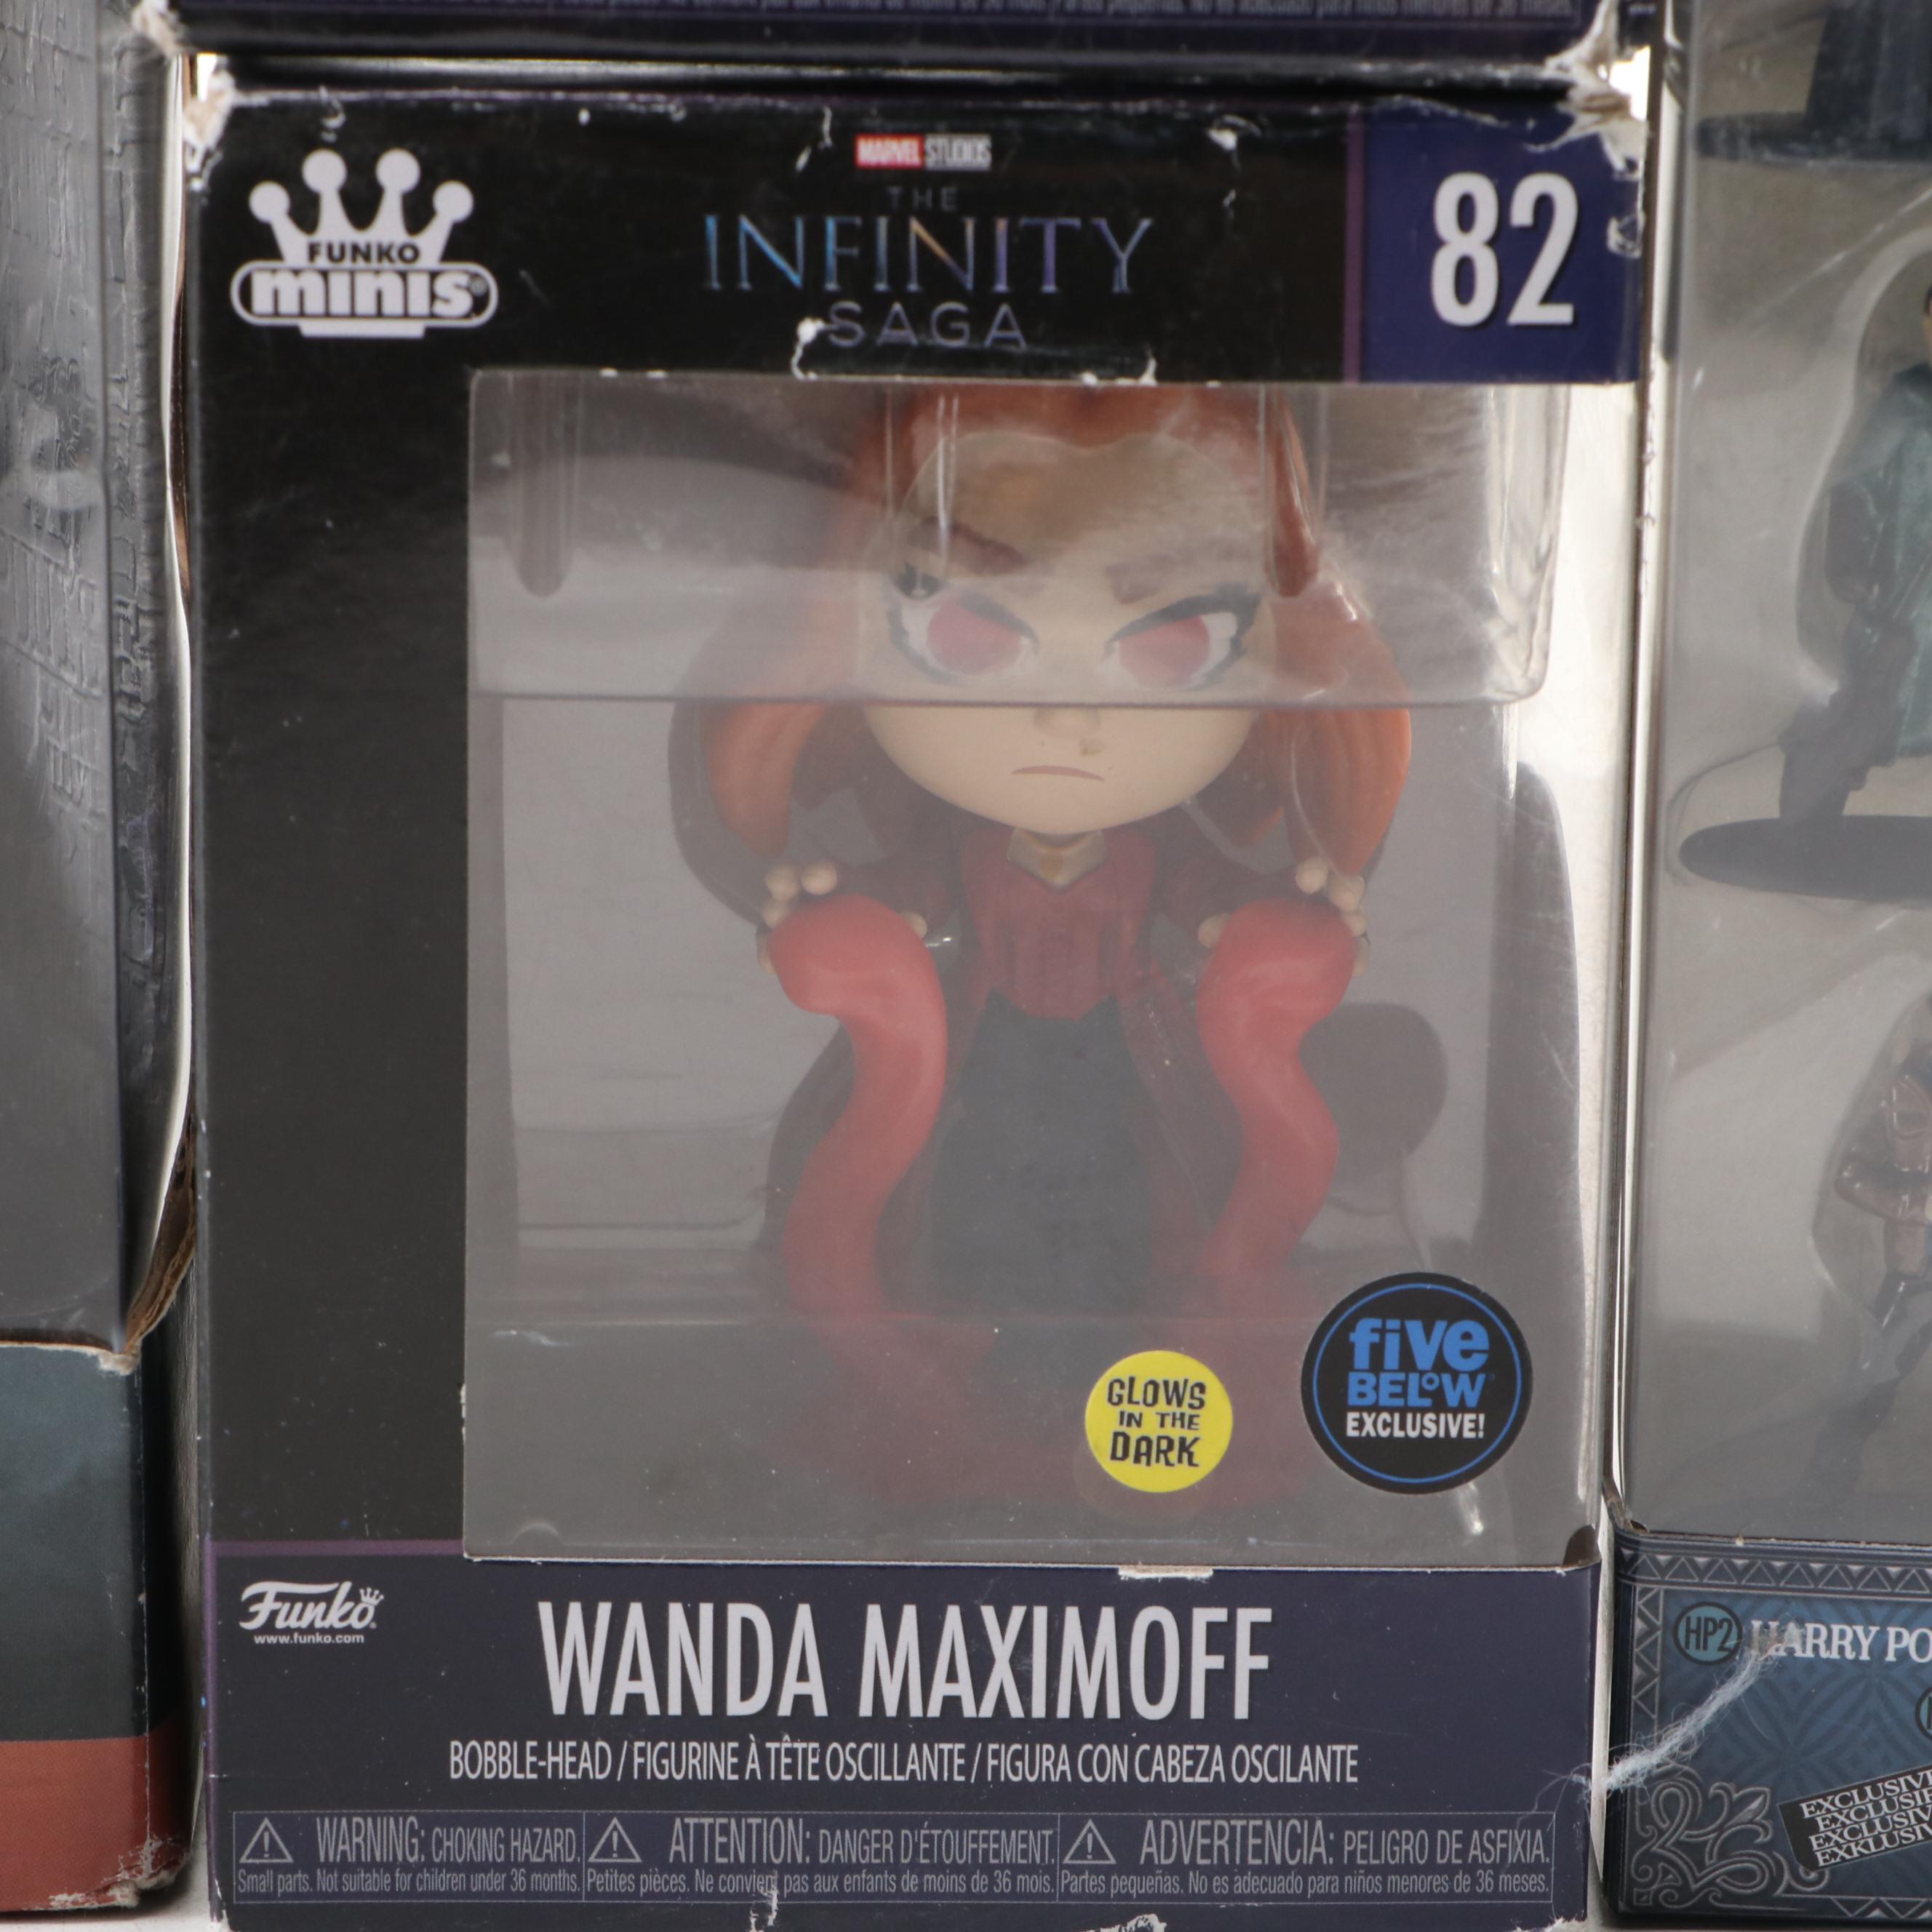 MARVEL STUDIOS
THE
INFINITY
SAGA
82
FUNKO
minis®
GLOWS
IN THE
DARK
five
BELOW
EXCLUSIVE!
Funko®
www.funko.com
WANDA MAXIMOFF
BOBBLE-HEAD / FIGURINE À TÊTE OSCILLANTE / FIGURA CON CABEZA OSCILANTE
WARNING: CHOKING HAZARD.
Small parts. Not suitable for children under 36 months.
ATTENTION: DANGER D'ÉTOUFFEMENT.
Petites pièces. Ne convient pas aux enfants de moins de 36 mois.
ADVERTENCIA: PELIGRO DE ASFIXIA.
Partes pequeñas. No es adecuado para niños menores de 36 meses.
HP2 HARRY PO
EXCLUSIVE